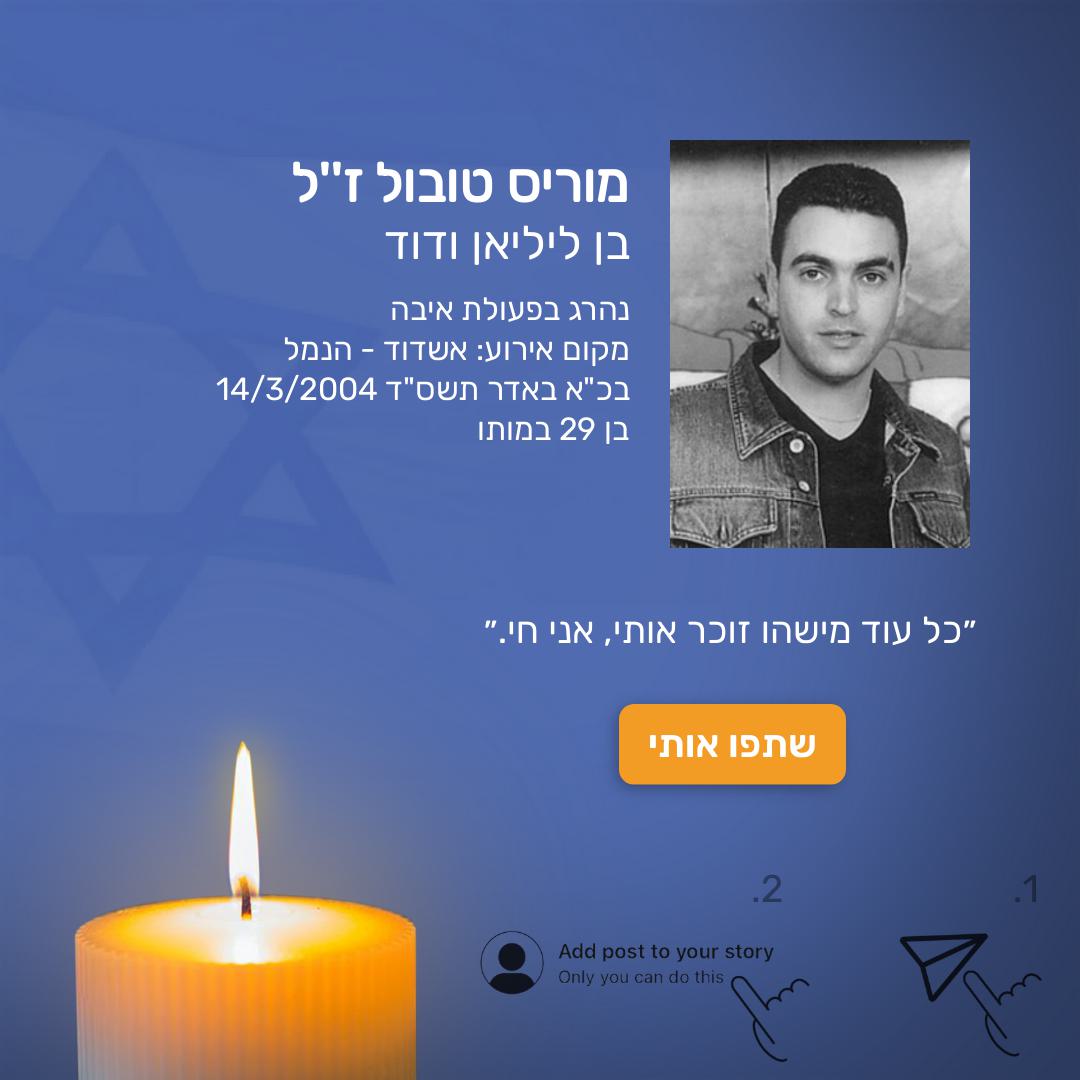 מוריס טובול ז"ל
בן ליליאן ודוד
נהרג בפעולת איבה
מקום אירוע: אשדוד - הנמל
בכ"א באדר תשס"ד 14/3/2004
בן 29 במותו
״כל עוד מישהו זוכר אותי, אני חי.״
שתפו אותי
1.
2.
Add post to your story
Only you can do this